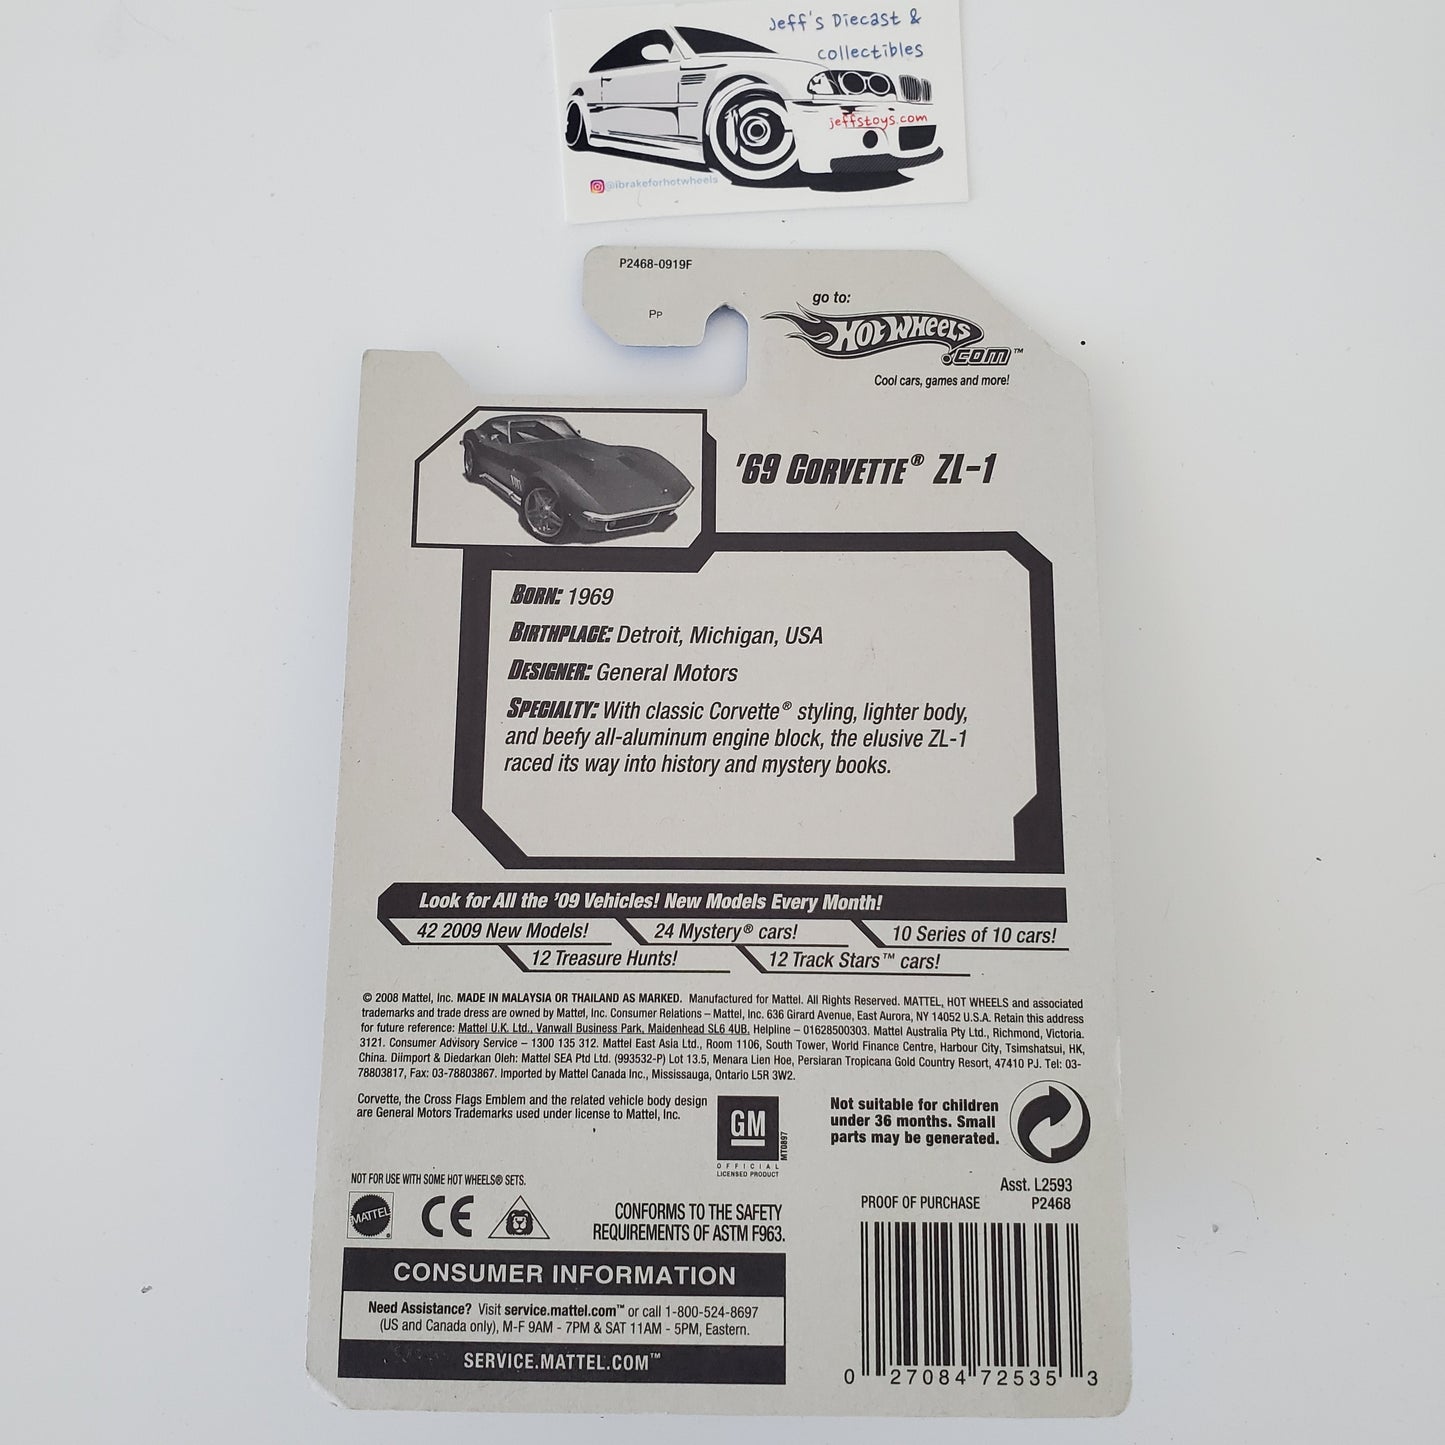 Jeff's Diecast &
collectibles
jeffstoys.com
@ibrakeforhotwheels
P2468-0919F
PP
go to:
HOT WHEELS
.COM™
Cool cars, games and more!
'69 CORVETTE® ZL-1
BORN: 1969
BIRTHPLACE: Detroit, Michigan, USA
DESIGNER: General Motors
SPECIALTY: With classic Corvette® styling, lighter body,
and beefy all-aluminum engine block, the elusive ZL-1
raced its way into history and mystery books.
Look for All the '09 Vehicles! New Models Every Month!
42 2009 New Models!
24 Mystery® cars!
10 Series of 10 cars!
12 Treasure Hunts!
12 Track Stars™ cars!
© 2008 Mattel, Inc. MADE IN MALAYSIA OR THAILAND AS MARKED. Manufactured for Mattel. All Rights Reserved. MATTEL, HOT WHEELS and associated
trademarks and trade dress are owned by Mattel, Inc. Consumer Relations – Mattel, Inc. 636 Girard Avenue, East Aurora, NY 14052 U.S.A. Retain this address
for future reference: Mattel U.K. Ltd., Vanwall Business Park, Maidenhead SL6 4UB. Helpline – 01628500303. Mattel Australia Pty Ltd., Richmond, Victoria.
3121. Consumer Advisory Service – 1300 135 312. Mattel East Asia Ltd., Room 1106, South Tower, World Finance Centre, Harbour City, Tsimshatsui, HK,
China. Diimport & Diedarkan Oleh: Mattel SEA Ptd Ltd. (993532-P) Lot 13.5, Menara Lien Hoe, Persiaran Tropicana Gold Country Resort, 47410 PJ. Tel: 03-
78803817, Fax: 03-78803867. Imported by Mattel Canada Inc., Mississauga, Ontario L5R 3W2.
Corvette, the Cross Flags Emblem and the related vehicle body design
are General Motors Trademarks used under license to Mattel, Inc.
GM
MT0897
OFFICIAL
LICENSED PRODUCT
Not suitable for children
under 36 months. Small
parts may be generated.
NOT FOR USE WITH SOME HOT WHEELS® SETS.
MATTEL
CE
CONFORMS TO THE SAFETY
REQUIREMENTS OF ASTM F963.
Asst. L2593
PROOF OF PURCHASE P2468
CONSUMER INFORMATION
Need Assistance? Visit service.mattel.com™ or call 1-800-524-8697
(US and Canada only), M-F 9AM - 7PM & SAT 11AM - 5PM, Eastern.
SERVICE.MATTEL.COM™
0 27084 72535 3